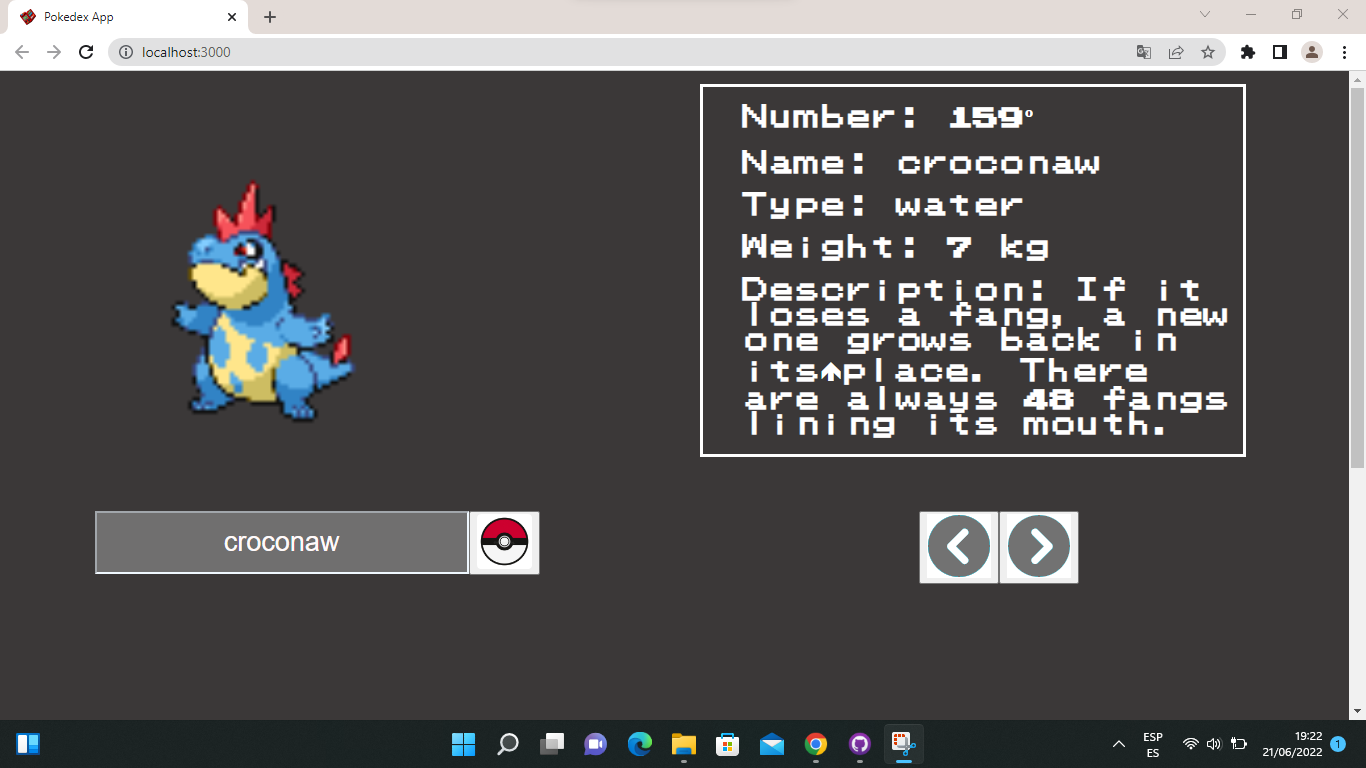 Pokedex App
localhost:3000
Number: 159º
Name: croconaw
Type: water
Weight: 7 kg
Description: If it
loses a fang, a new
one grows back in
its↑place. There
are always 48 fangs
lining its mouth.
croconaw
ESP
ES
19:22
21/06/2022
1